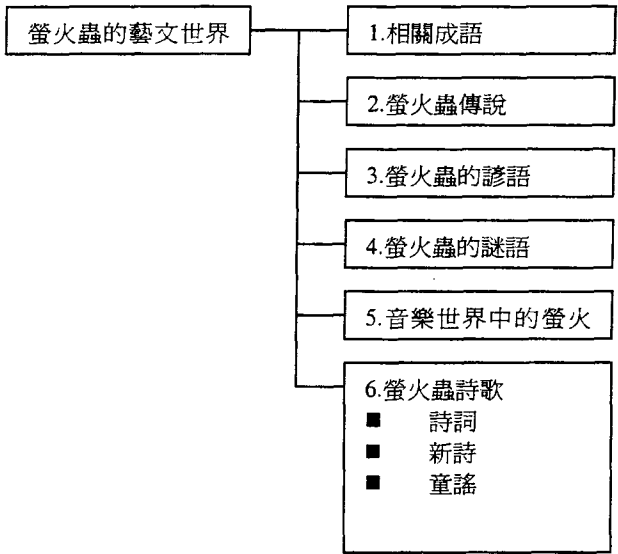 螢火蟲的藝文世界
1.相關成語
2.螢火蟲傳說
3.螢火蟲的諺語
4.螢火蟲的謎語
5.音樂世界中的螢火
6.螢火蟲詩歌
■ 詩詞
■ 新詩
■ 童謠